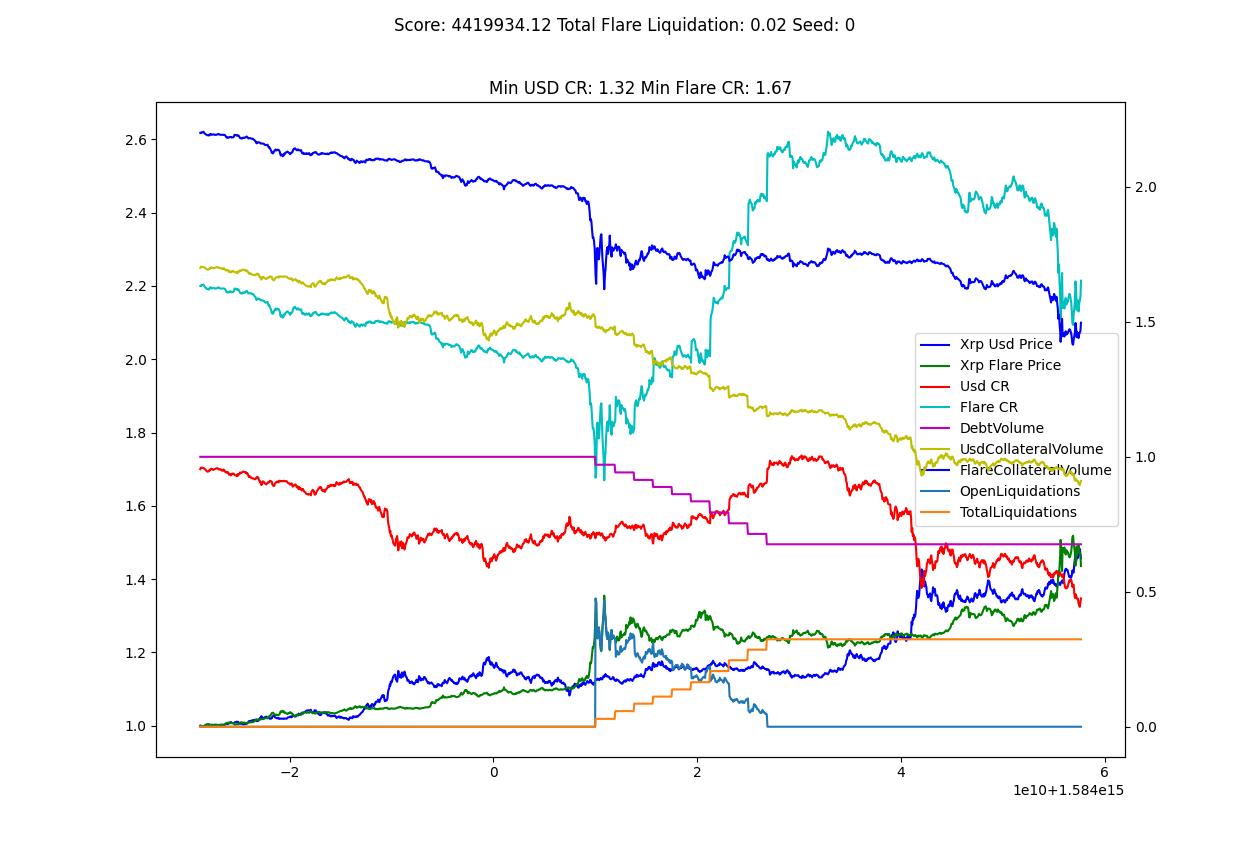 Score: 4419934.12 Total Flare Liquidation: 0.02 Seed: 0
Min USD CR: 1.32 Min Flare CR: 1.67
2.6
2.4
2.2
2.0
1.8
1.6
1.4
1.2
1.0
2.0
1.5
1.0
0.5
0.0
Xrp Usd Price
Xrp Flare Price
Usd CR
Flare CR
DebtVolume
UsdCollateralVolume
FlareCollateralVolume
OpenLiquidations
TotalLiquidations
−2 0 2 4 6
1e10+1.584e15